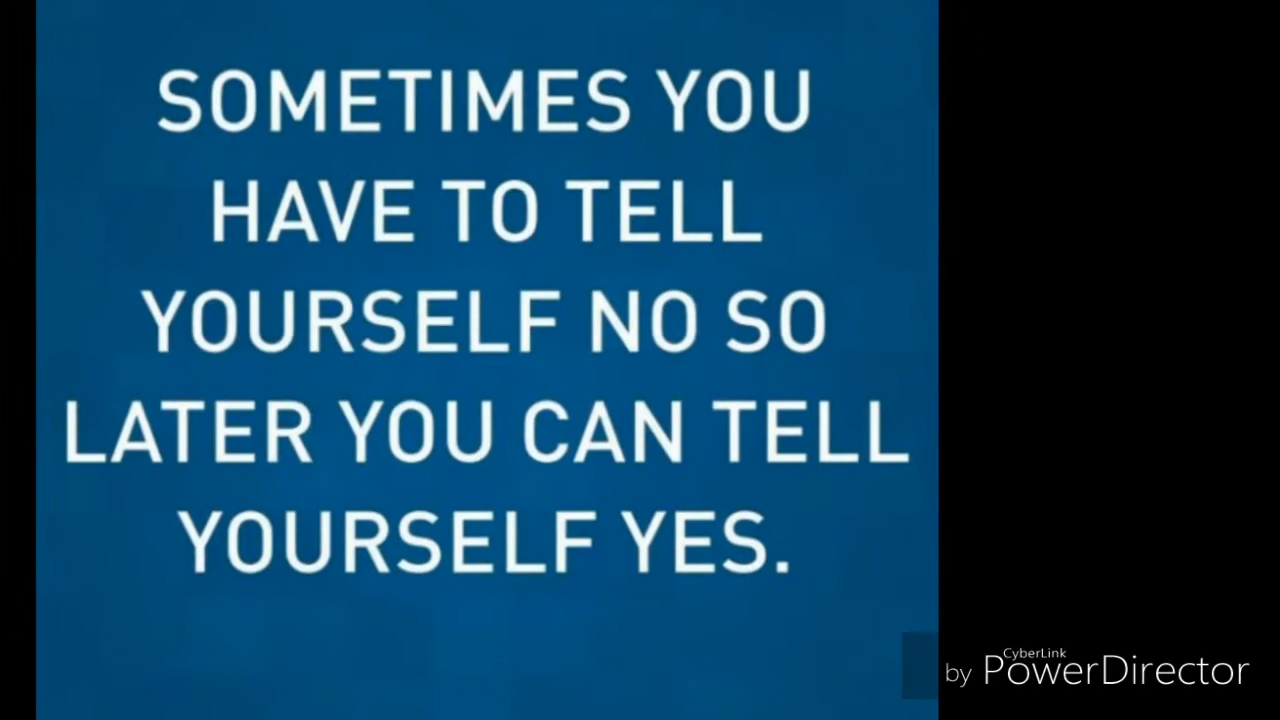 SOMETIMES YOU
HAVE TO TELL
YOURSELF NO SO
LATER YOU CAN TELL
YOURSELF YES.
CyberLink
by PowerDirector